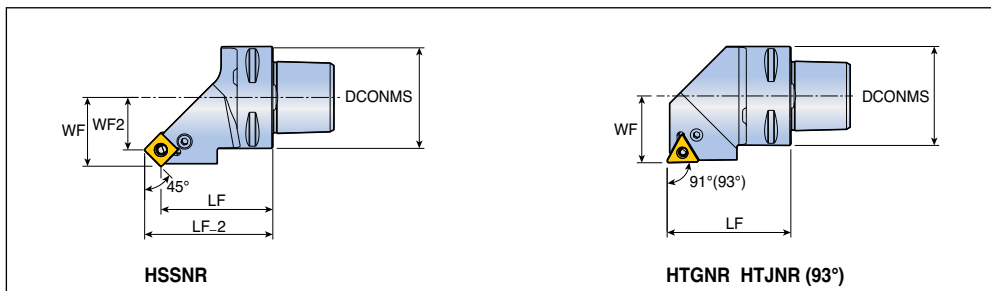 DCONMS
WF
WF2
45°
LF
LF_2
HSSNR
DCONMS
WF
91°(93°)
LF
HTGNR HTJNR (93°)